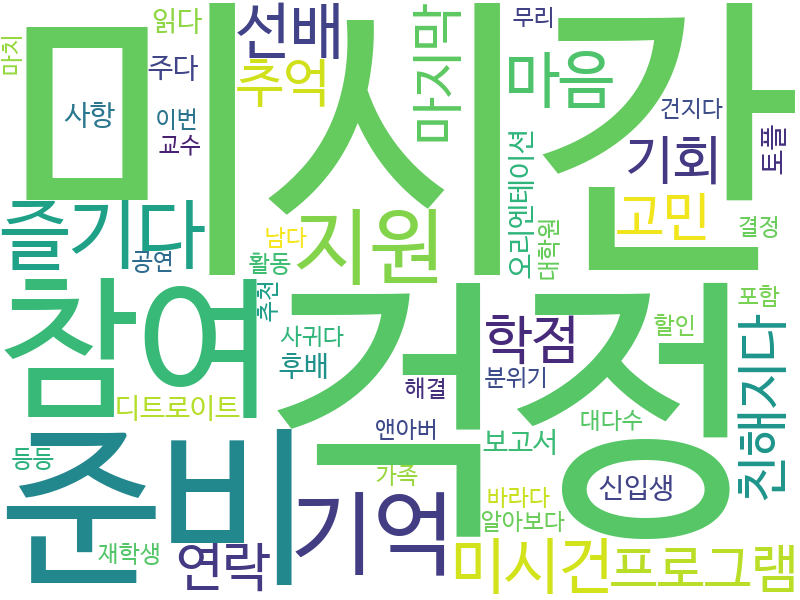 미시간
걱정
준비
참여
지원
즐기다
기억
선배
추억
마지막
마음
기회
고민
학점
친해지다
연락
미시건
프로그램
읽다
마치
주다
사항
이번
교수
무리
건지다
토플
오리엔테이션
대학원
결정
남다
활동
공연
추천
사귀다
후배
해결
분위기
할인
포함
디트로이트
앤아버
보고서
대다수
신입생
가족
바라다
알아보다
등등
재학생